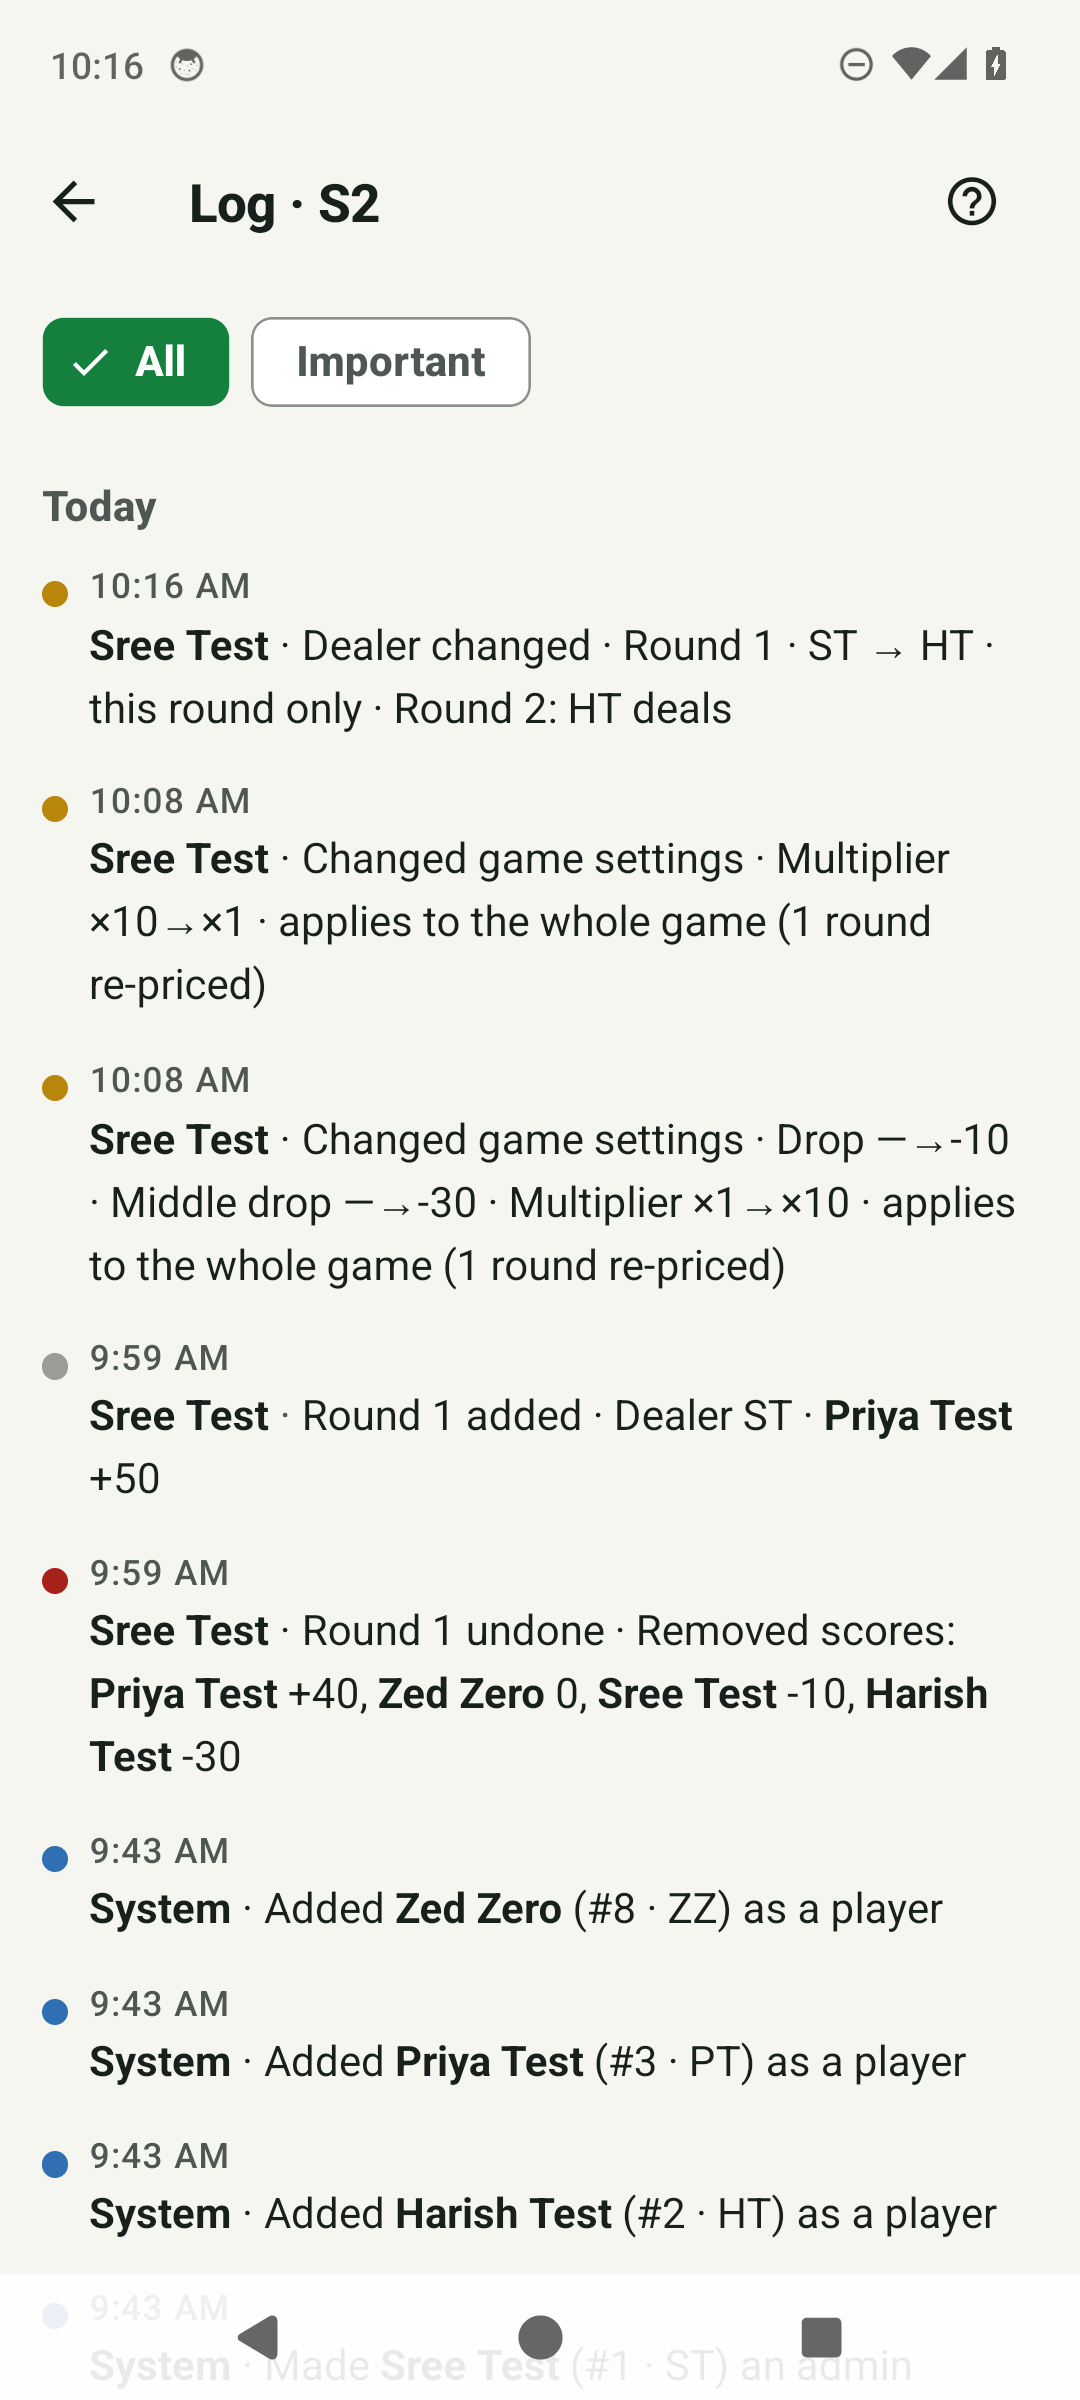 10:16
Log · S2
All
Important
Today
10:16 AM
Sree Test · Dealer changed · Round 1 · ST → HT ·
this round only · Round 2: HT deals
10:08 AM
Sree Test · Changed game settings · Multiplier
×10→×1 · applies to the whole game (1 round
re-priced)
10:08 AM
Sree Test · Changed game settings · Drop —→-10
· Middle drop —→-30 · Multiplier ×1→×10 · applies
to the whole game (1 round re-priced)
9:59 AM
Sree Test · Round 1 added · Dealer ST · Priya Test
+50
9:59 AM
Sree Test · Round 1 undone · Removed scores:
Priya Test +40, Zed Zero 0, Sree Test -10, Harish
Test -30
9:43 AM
System · Added Zed Zero (#8 · ZZ) as a player
9:43 AM
System · Added Priya Test (#3 · PT) as a player
9:43 AM
System · Added Harish Test (#2 · HT) as a player
9:43 AM
System · Made Sree Test (#1 · ST) an admin